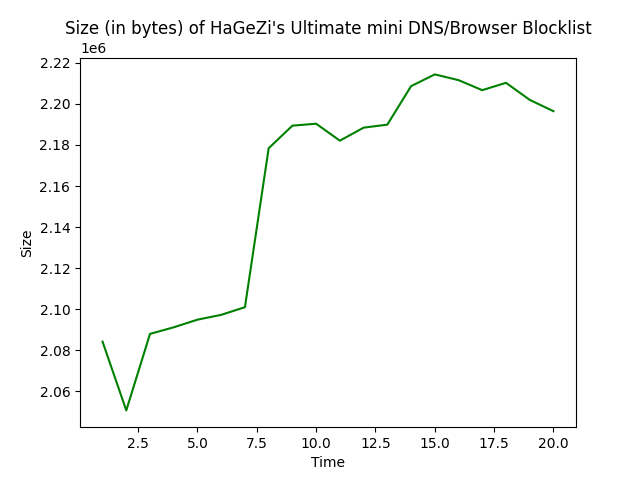 Size (in bytes) of HaGeZi's Ultimate mini DNS/Browser Blocklist
1e6
2.22
2.20
2.18
2.16
2.14
2.12
2.10
2.08
2.06
Size
2.5 5.0 7.5 10.0 12.5 15.0 17.5 20.0
Time